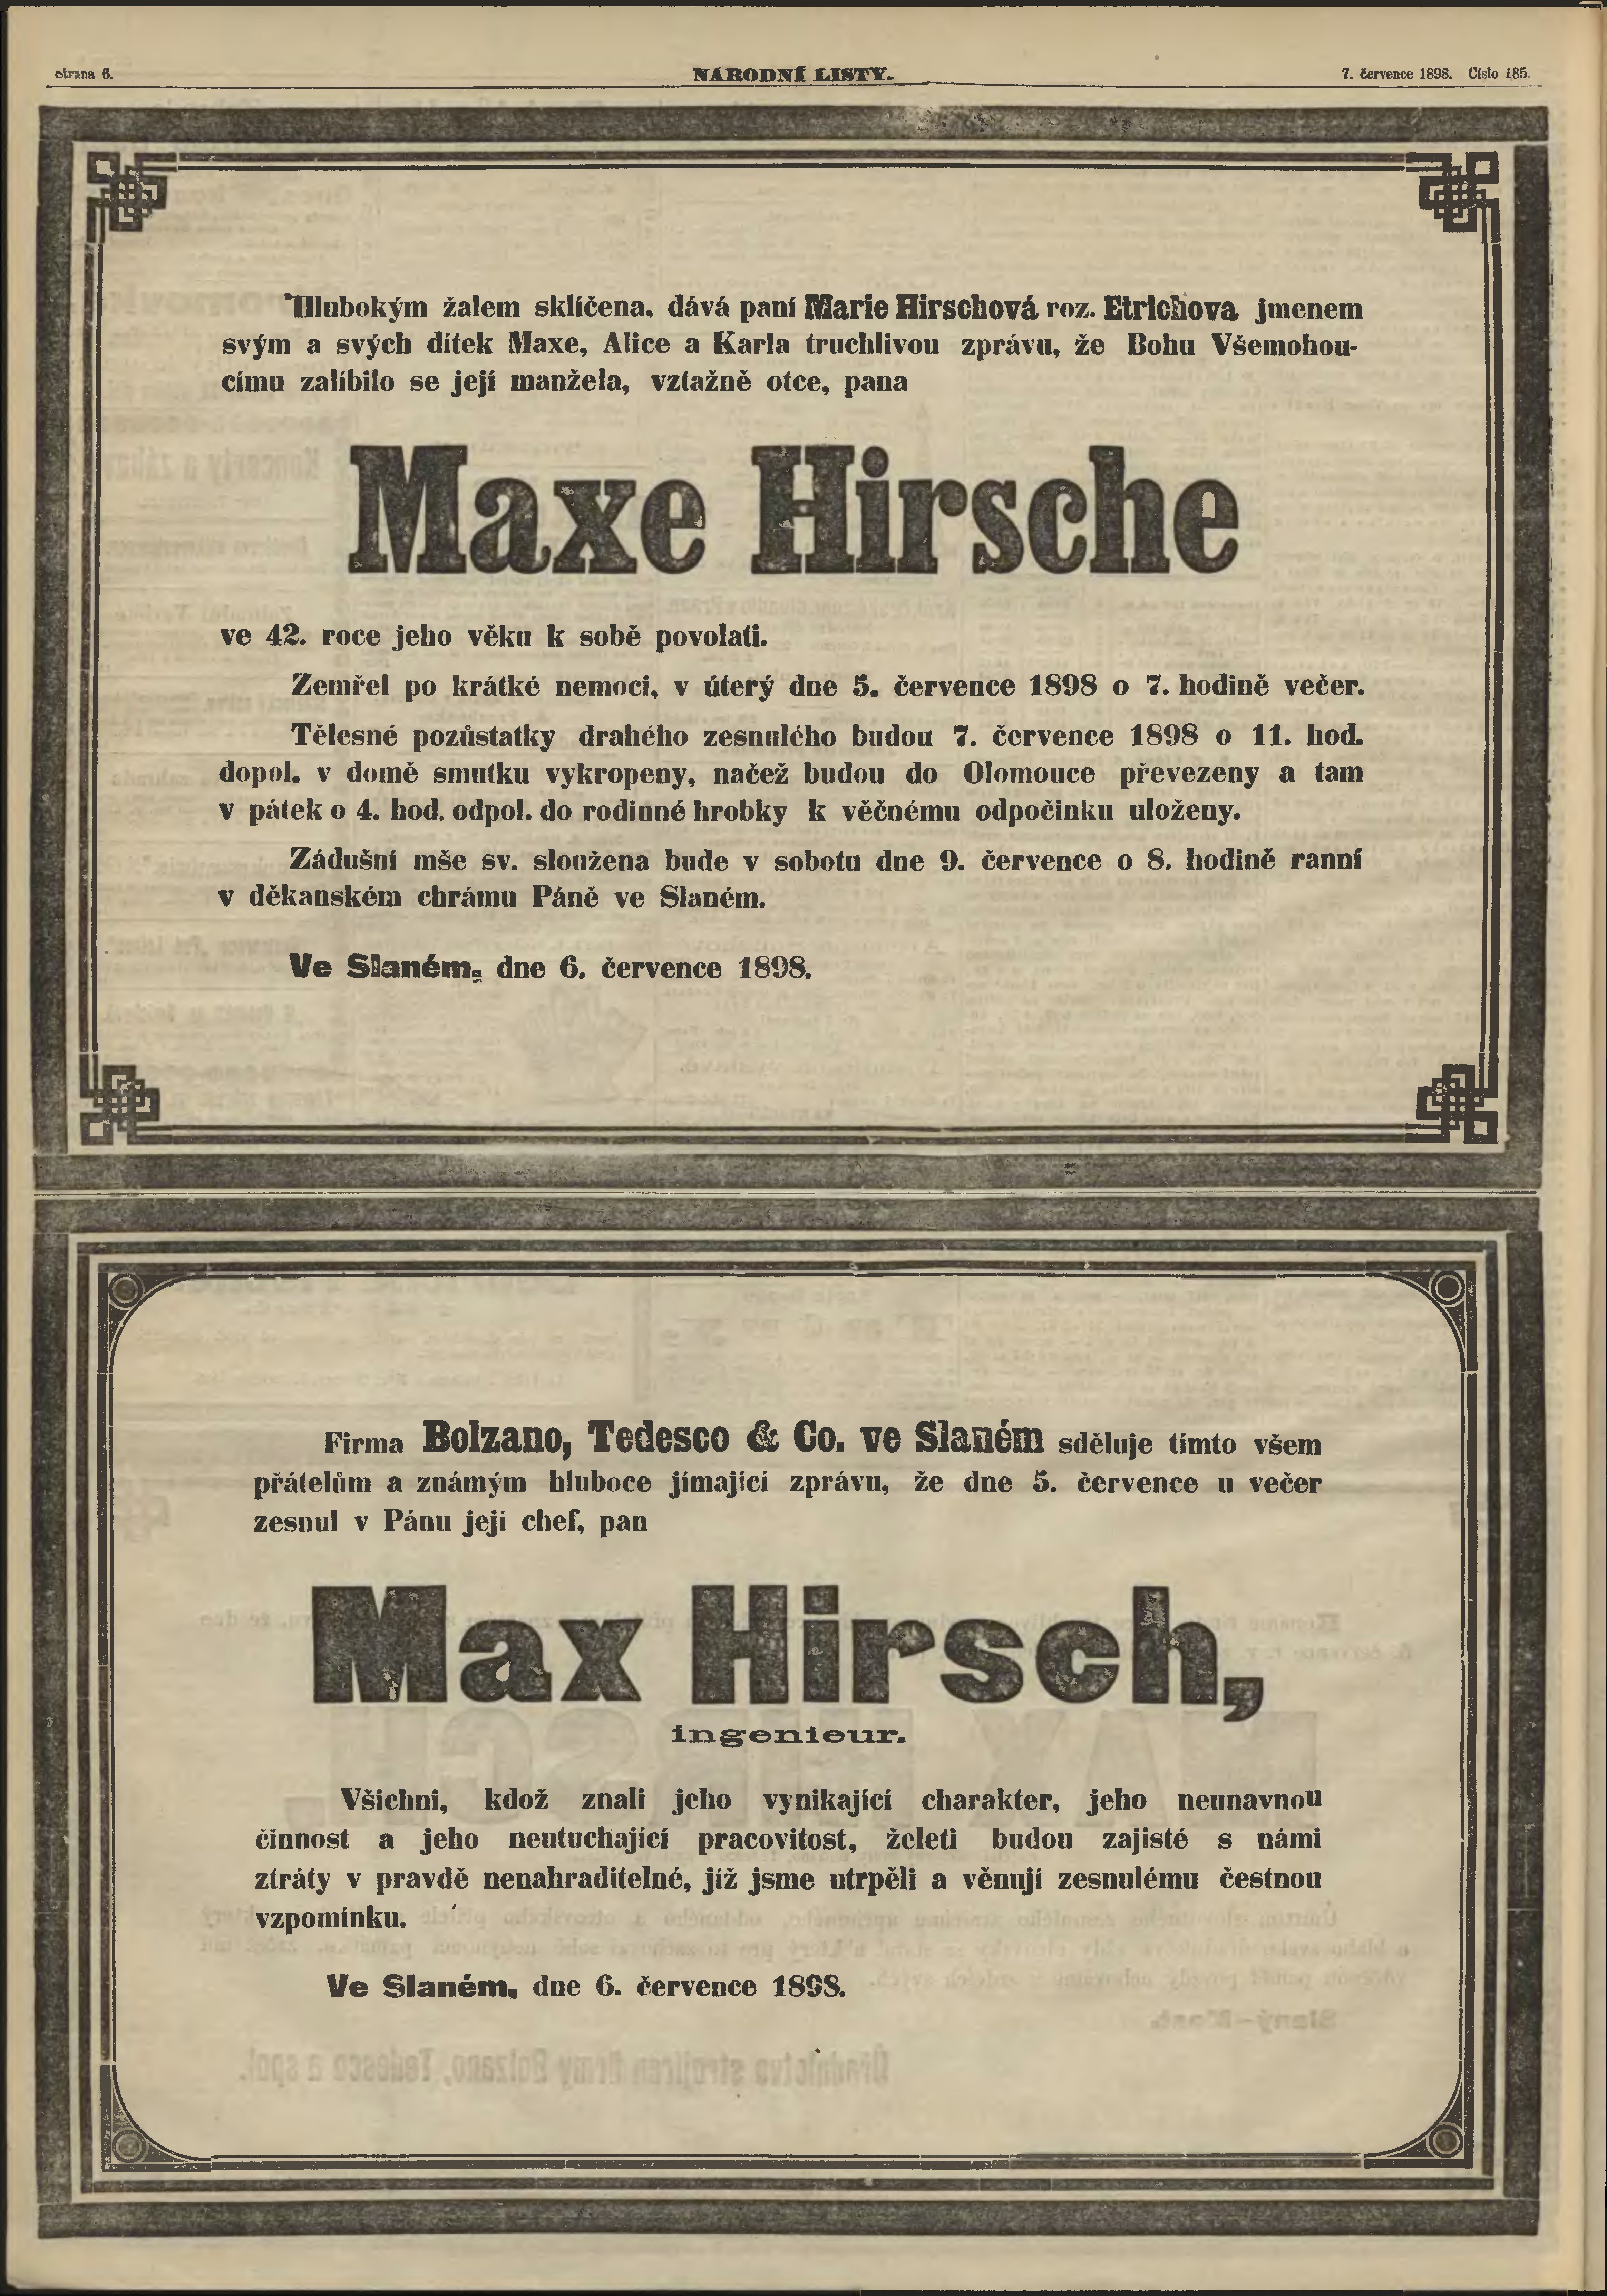 strana 6.
NÁRODNÍ LISTY.
7. července 1898. Číslo 185.
Hlubokým žalem sklíčena, dává paní Marie Hirschová roz. Etrichova jmenem
svým a svých dítek Maxe, Alice a Karla truchlivou zprávu, že Bohu Všemohou-
címu zalíbilo se její manžela, vztažně otce, pana
Maxe Hirsche
ve 42. roce jeho věku k sobě povolati.
Zemřel po krátké nemoci, v úterý dne 5. července 1898 o 7. hodině večer.
Tělesné pozůstatky drahého zesnulého budou 7. července 1898 o 11. hod.
dopol. v domě smutku vykropeny, načež budou do Olomouce převezeny a tam
v pátek o 4. hod. odpol. do rodinné hrobky k věčnému odpočinku uloženy.
Zádušní mše sv. sloužena bude v sobotu dne 9. července o 8. hodině ranní
v děkanském chrámu Páně ve Slaném.
Ve Slaném, dne 6. července 1898.
Firma Bolzano, Tedesco & Co. ve Slaném sděluje tímto všem
přátelům a známým hluboce jímající zprávu, že dne 5. července u večer
zesnul v Pánu její chef, pan
Max Hirsch,
ingenieur.
Všichni, kdož znali jeho vynikající charakter, jeho neunavnou
činnost a jeho neutuchající pracovitost, želeti budou zajisté s námi
ztráty v pravdě nenahraditelné, jíž jsme utrpěli a věnují zesnulému čestnou
vzpomínku.
Ve Slaném, dne 6. července 1898.